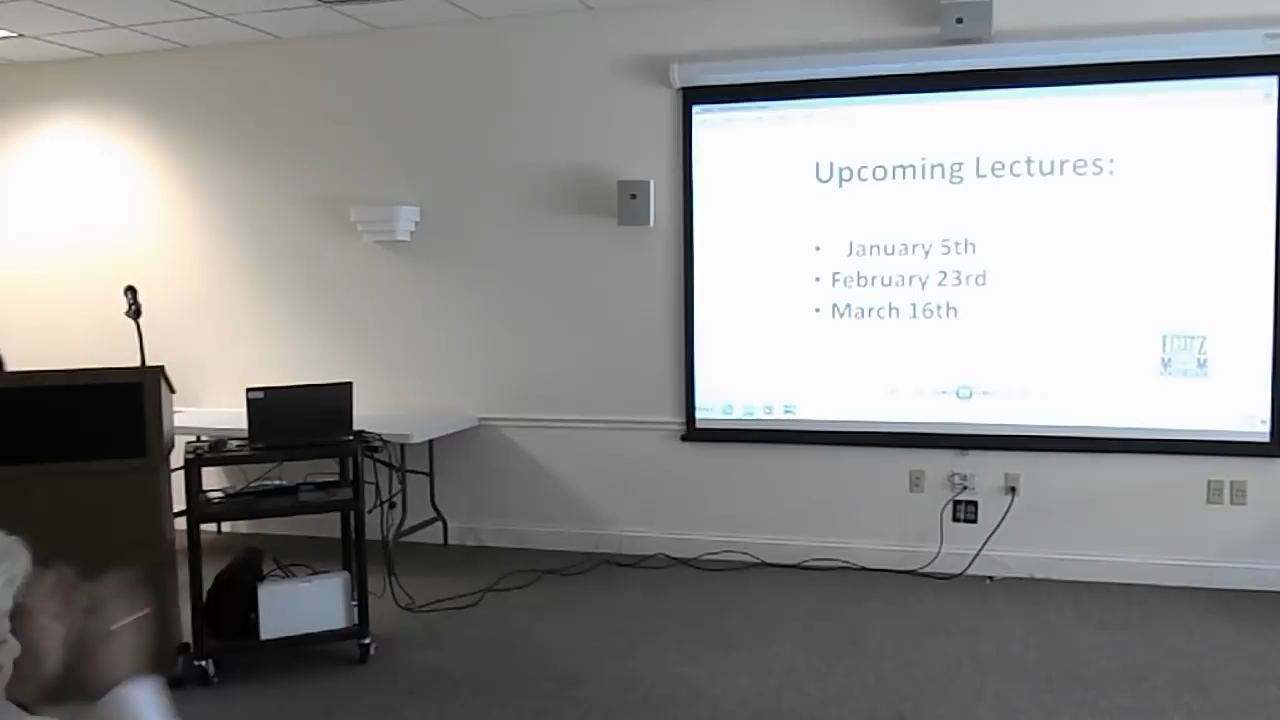 Upcoming Lectures:
• January 5th
• February 23rd
• March 16th